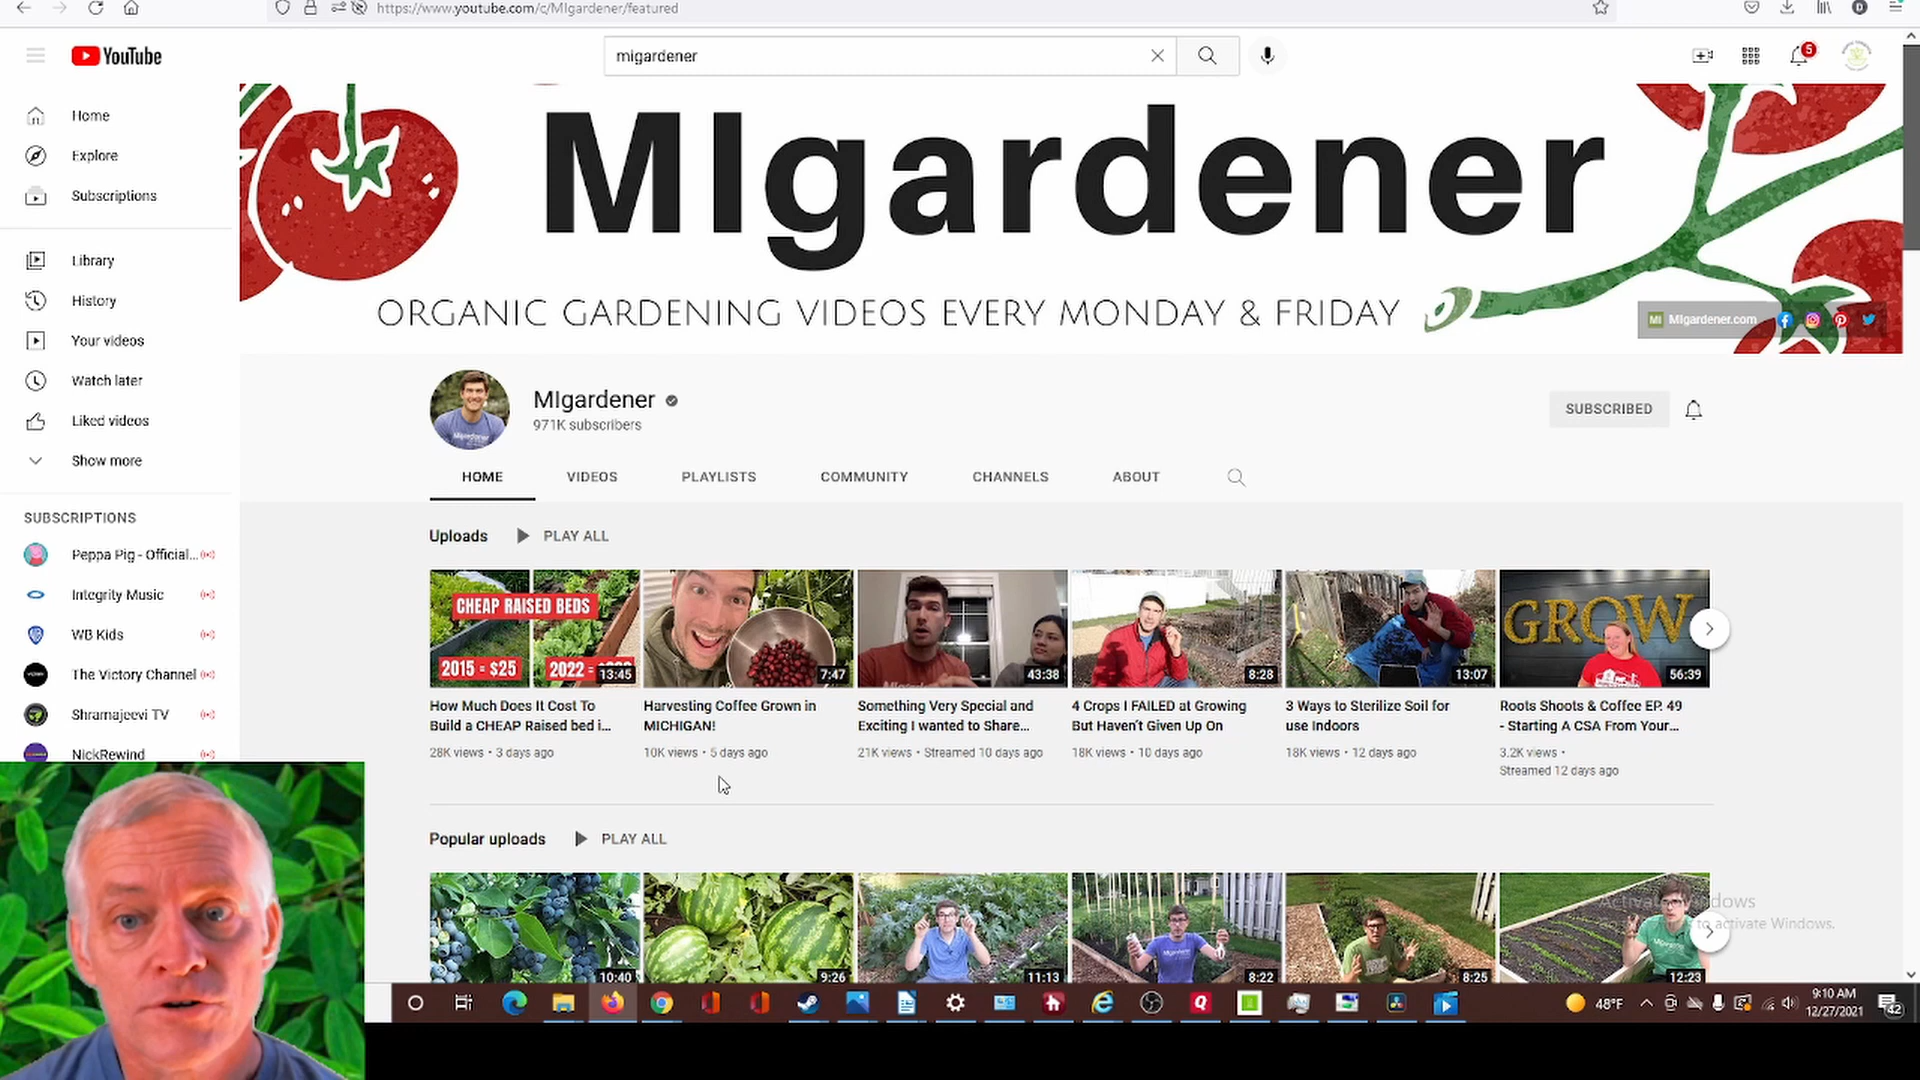 https://www.youtube.com/c/MIgardener/featured
YouTube
migardener
5
Home
Explore
Subscriptions
Library
History
Your videos
Watch later
Liked videos
Show more
SUBSCRIPTIONS
Peppa Pig - Official...
Integrity Music
WB Kids
The Victory Channel
Shramajeevi TV
NickRewind
MIgardener
ORGANIC GARDENING VIDEOS EVERY MONDAY & FRIDAY
MI MIgardener.com
MIgardener
971K subscribers
SUBSCRIBED
HOME VIDEOS PLAYLISTS COMMUNITY CHANNELS ABOUT
Uploads PLAY ALL
CHEAP RAISED BEDS
2015 = $25 2022 =
13:45
7:47
43:38
8:28
13:07
GROW
56:39
How Much Does It Cost To
Build a CHEAP Raised bed i...
28K views • 3 days ago
Harvesting Coffee Grown in
MICHIGAN!
10K views • 5 days ago
Something Very Special and
Exciting I wanted to Share...
21K views • Streamed 10 days ago
4 Crops I FAILED at Growing
But Haven't Given Up On
18K views • 10 days ago
3 Ways to Sterilize Soil for
use Indoors
18K views • 12 days ago
Roots Shoots & Coffee EP. 49
- Starting A CSA From Your...
3.2K views •
Streamed 12 days ago
Popular uploads PLAY ALL
10:40
9:26
11:13
8:22
8:25
12:23
48°F
9:10 AM
12/27/2021
42